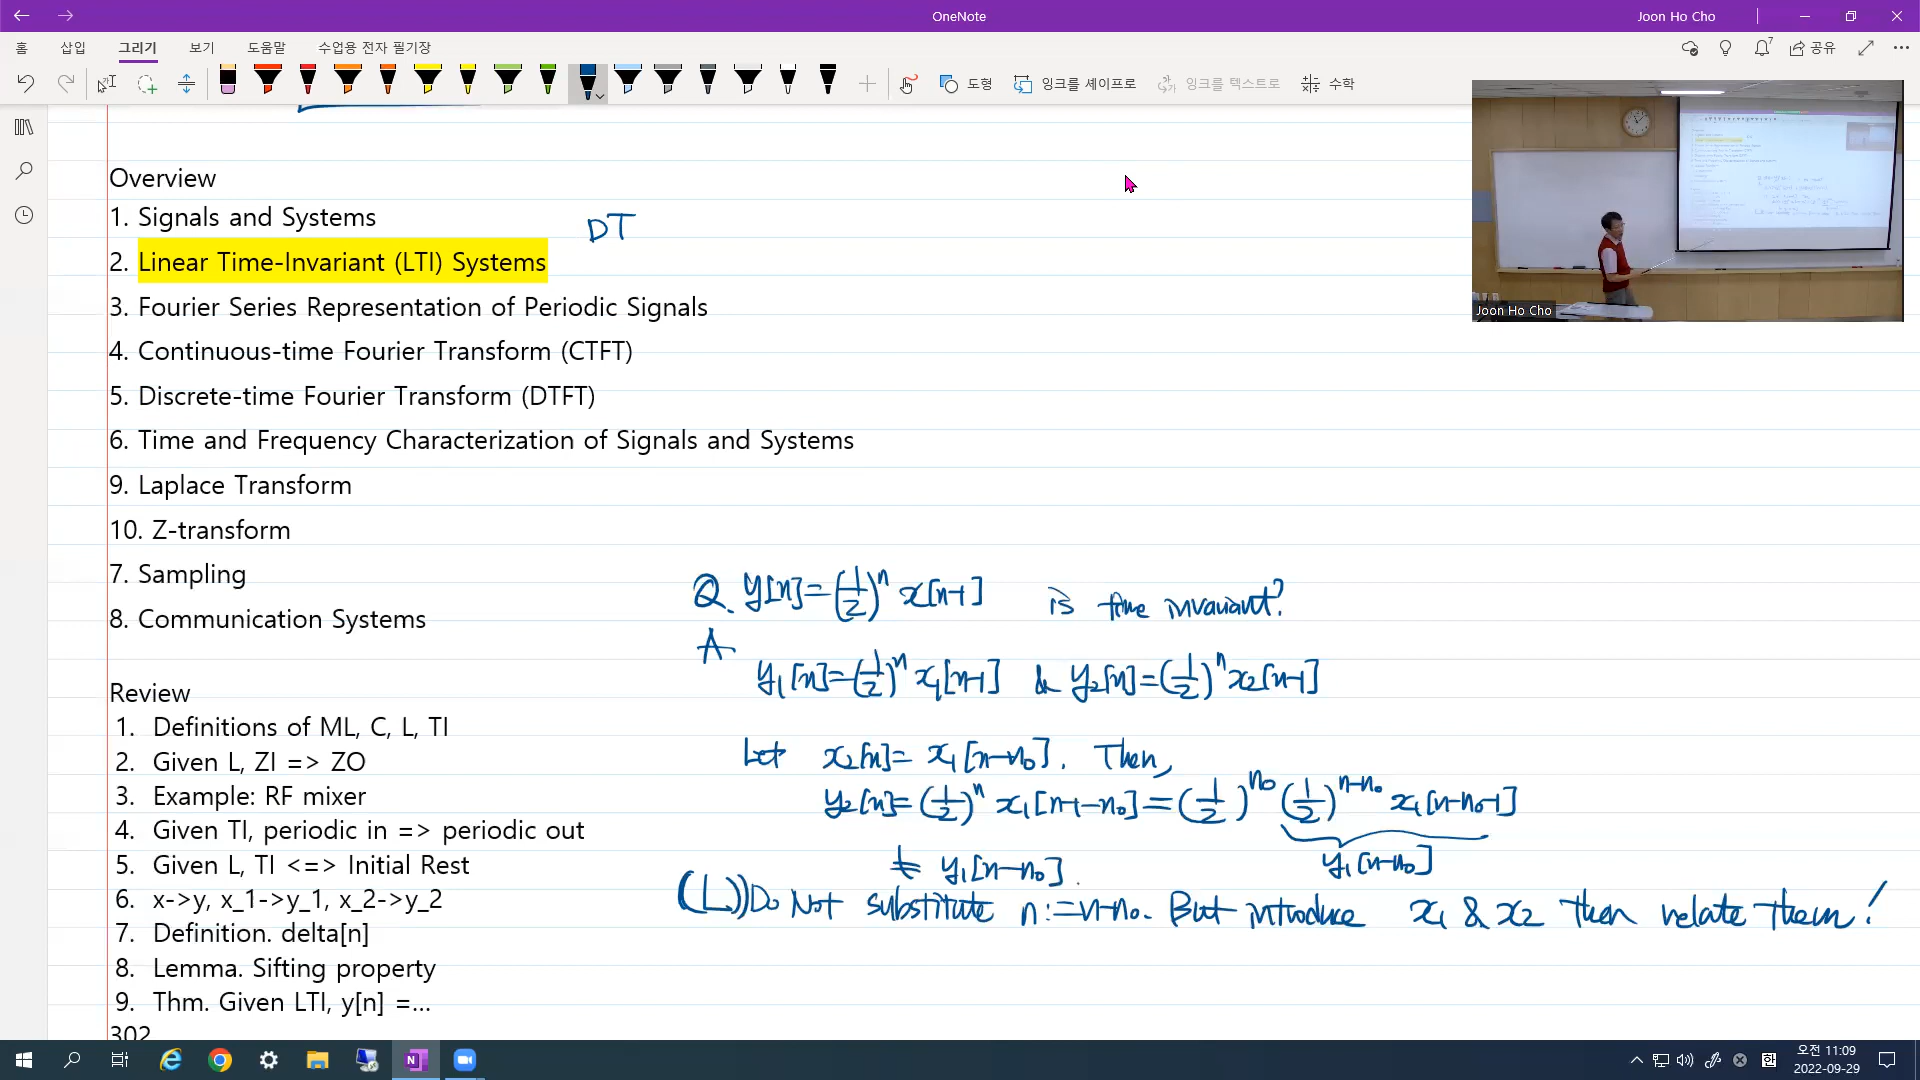 OneNote
Joon Ho Cho
홈 삽입 그리기 보기 도움말 수업용 전자 필기장
공유
도형 잉크를 셰이프로 잉크를 텍스트로 수학
Overview
1. Signals and Systems
DT
2. Linear Time-Invariant (LTI) Systems
3. Fourier Series Representation of Periodic Signals
4. Continuous-time Fourier Transform (CTFT)
5. Discrete-time Fourier Transform (DTFT)
6. Time and Frequency Characterization of Signals and Systems
9. Laplace Transform
10. Z-transform
7. Sampling
8. Communication Systems
Review
1. Definitions of ML, C, L, TI
2. Given L, ZI => ZO
3. Example: RF mixer
4. Given TI, periodic in => periodic out
5. Given L, TI <=> Initial Rest
6. x->y, x_1->y_1, x_2->y_2
7. Definition. delta[n]
8. Lemma. Sifting property
9. Thm. Given LTI, y[n] =...
302
Q. y[n]=(1/2)^n x[n-1] is time invariant?
A
y₁[n]=(1/2)^n x₁[n-1] & y₂[n]=(1/2)^n x₂[n-1]
Let x₂[n]= x₁[n-n₀]. Then,
y₂[n]=(1/2)^n x₁[n-1-n₀]=(1/2)^n₀ (1/2)^(n-n₀) x₁[n-n₀-1]
y₁[n-n₀]
≠ y₁[n-n₀].
(L))Do Not substitute n:=n-n₀. But introduce x₁ & x₂ then relate them!
Joon Ho Cho
오전 11:09
2022-09-29